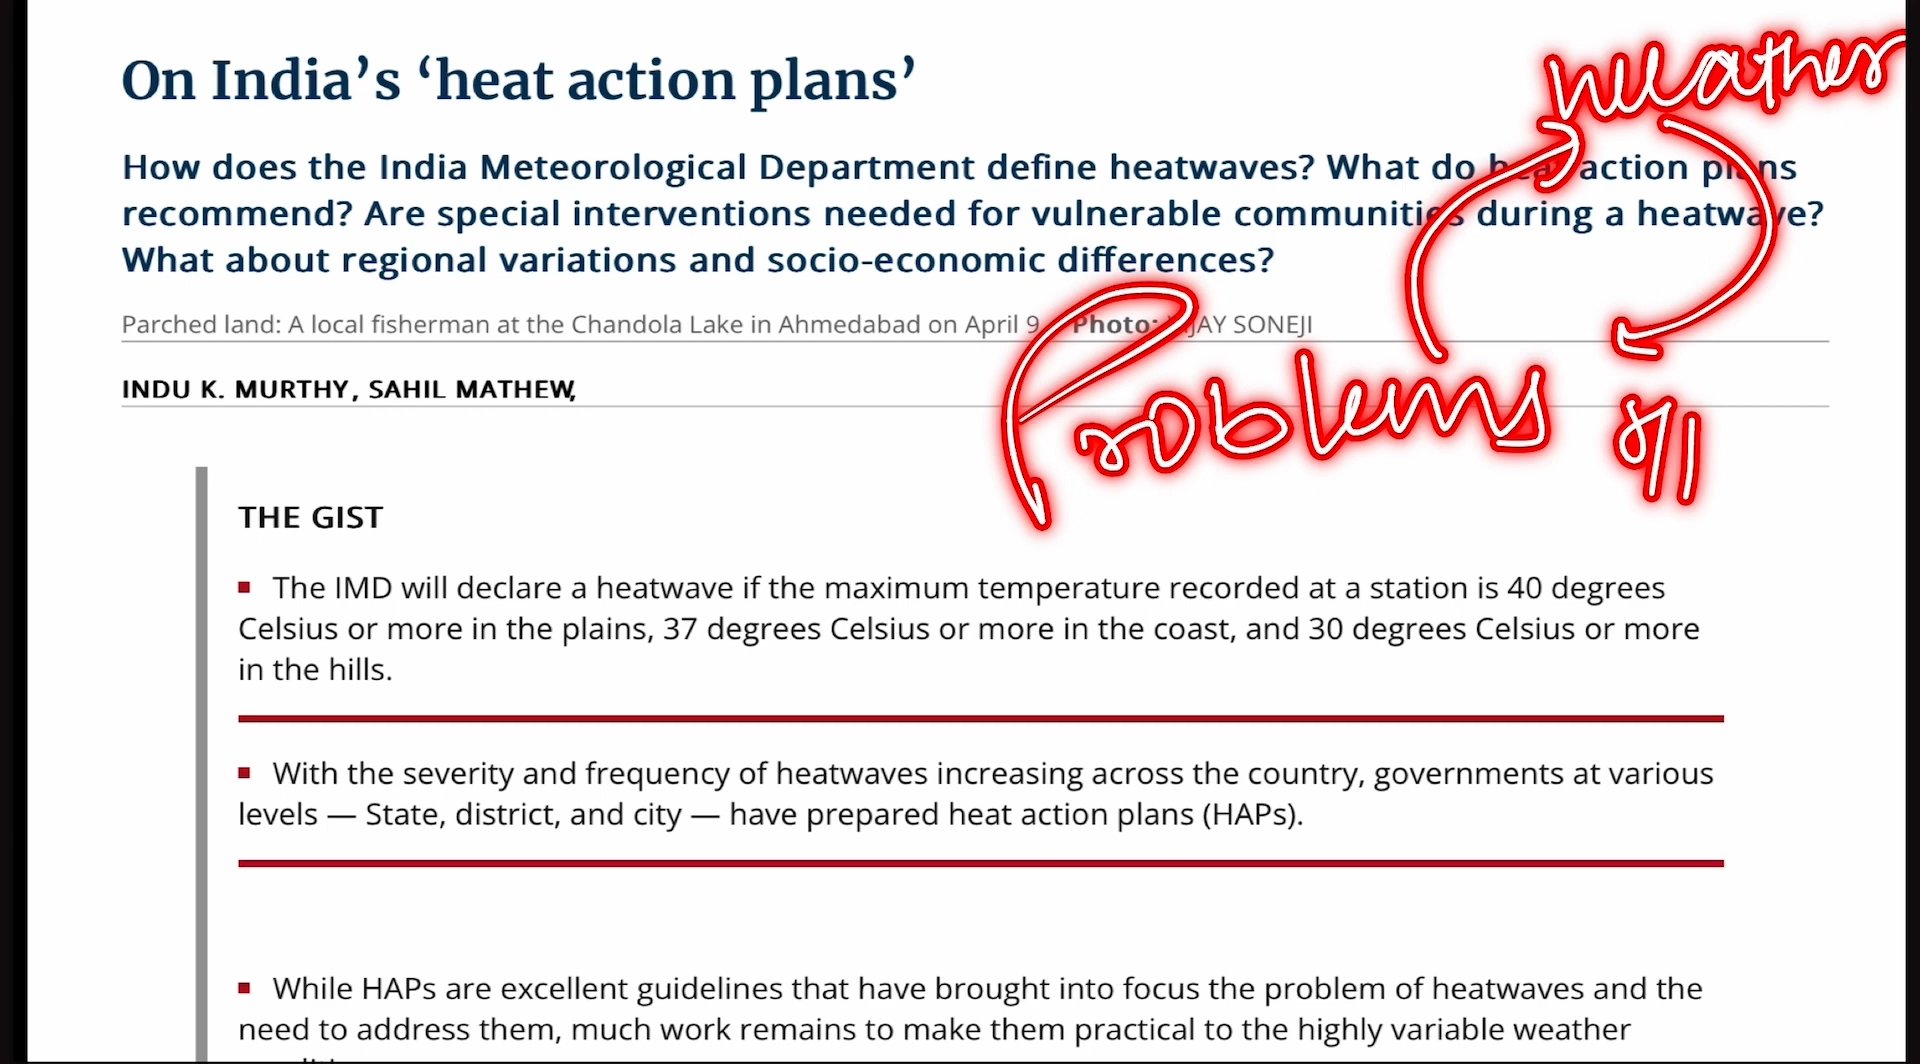 On India’s ‘heat action plans’
weather
How does the India Meteorological Department define heatwaves? What do heat action plans
recommend? Are special interventions needed for vulnerable communities during a heatwave?
What about regional variations and socio-economic differences?
Parched land: A local fisherman at the Chandola Lake in Ahmedabad on April 9. Photo: VIJAY SONEJI
INDU K. MURTHY, SAHIL MATHEW,
Problems
THE GIST
The IMD will declare a heatwave if the maximum temperature recorded at a station is 40 degrees
Celsius or more in the plains, 37 degrees Celsius or more in the coast, and 30 degrees Celsius or more
in the hills.
With the severity and frequency of heatwaves increasing across the country, governments at various
levels — State, district, and city — have prepared heat action plans (HAPs).
While HAPs are excellent guidelines that have brought into focus the problem of heatwaves and the
need to address them, much work remains to make them practical to the highly variable weather